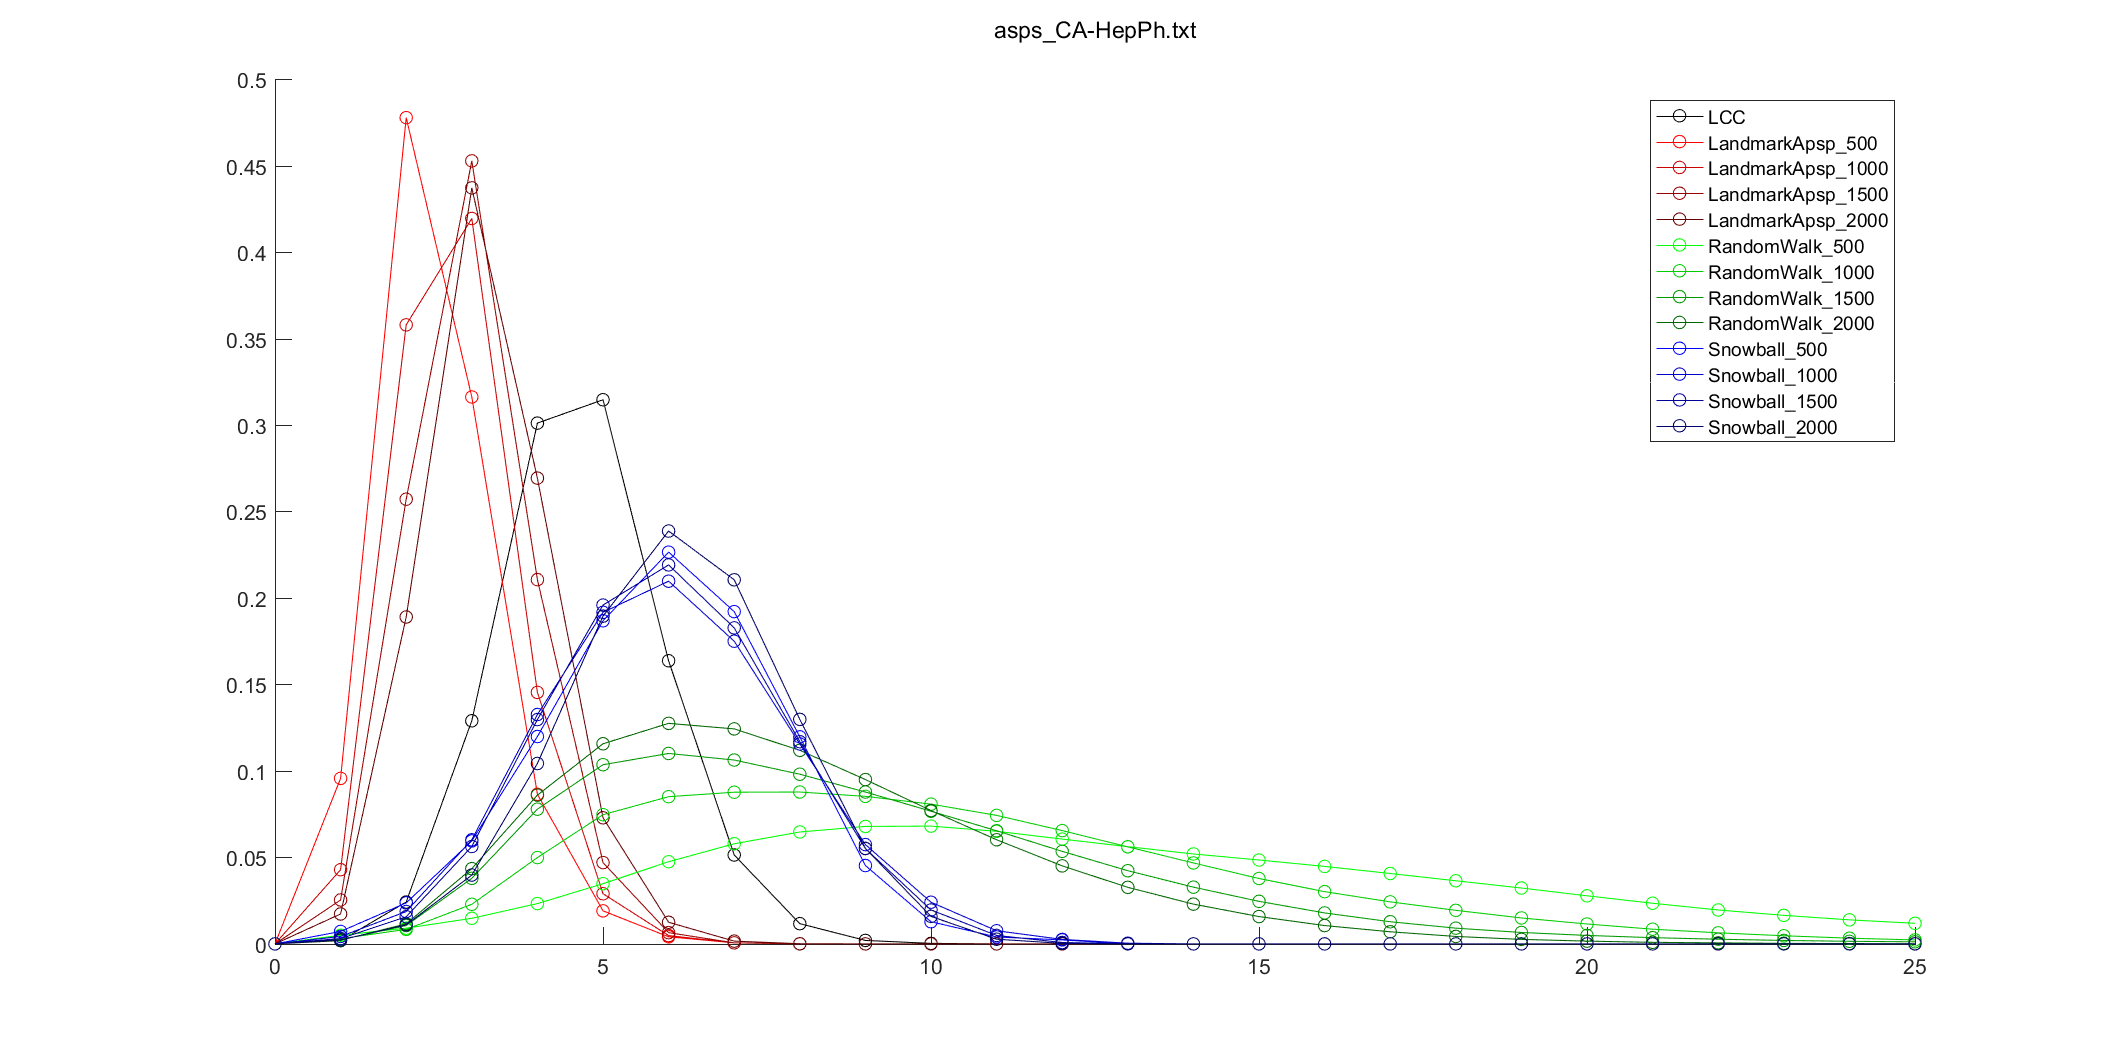 asps_CA-HepPh.txt
0.5
0.45
0.4
0.35
0.3
0.25
0.2
0.15
0.1
0.05
0
0 5 10 15 20 25
LCC
LandmarkApsp_500
LandmarkApsp_1000
LandmarkApsp_1500
LandmarkApsp_2000
RandomWalk_500
RandomWalk_1000
RandomWalk_1500
RandomWalk_2000
Snowball_500
Snowball_1000
Snowball_1500
Snowball_2000